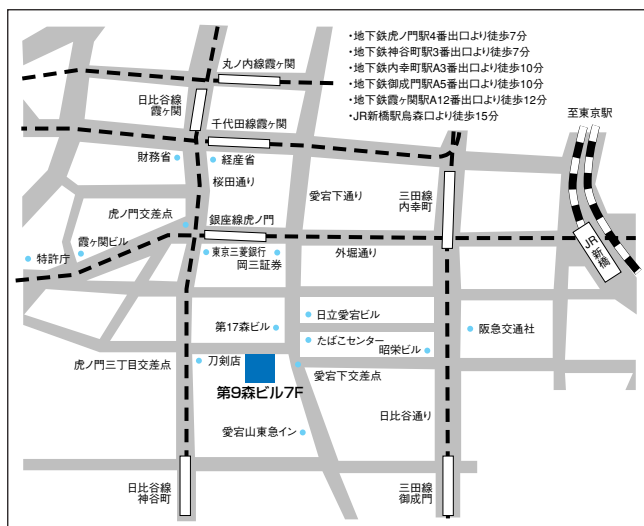 ・地下鉄虎ノ門駅4番出口より徒歩7分
・地下鉄神谷町駅3番出口より徒歩7分
・地下鉄内幸町駅A3番出口より徒歩10分
・地下鉄御成門駅A5番出口より徒歩10分
・地下鉄霞ヶ関駅A12番出口より徒歩12分
・JR新橋駅烏森口より徒歩15分
丸ノ内線霞ヶ関
日比谷線
霞ヶ関
千代田線霞ヶ関
至東京駅
財務省
経産省
桜田通り
愛宕下通り
三田線
内幸町
虎ノ門交差点
銀座線虎ノ門
霞ヶ関ビル
特許庁
東京三菱銀行
岡三証券
外堀通り
JR新橋
第17森ビル
日立愛宕ビル
たばこセンター
昭栄ビル
阪急交通社
虎ノ門三丁目交差点
刀剣店
愛宕下交差点
第9森ビル7F
日比谷通り
愛宕山東急イン
日比谷線
神谷町
三田線
御成門